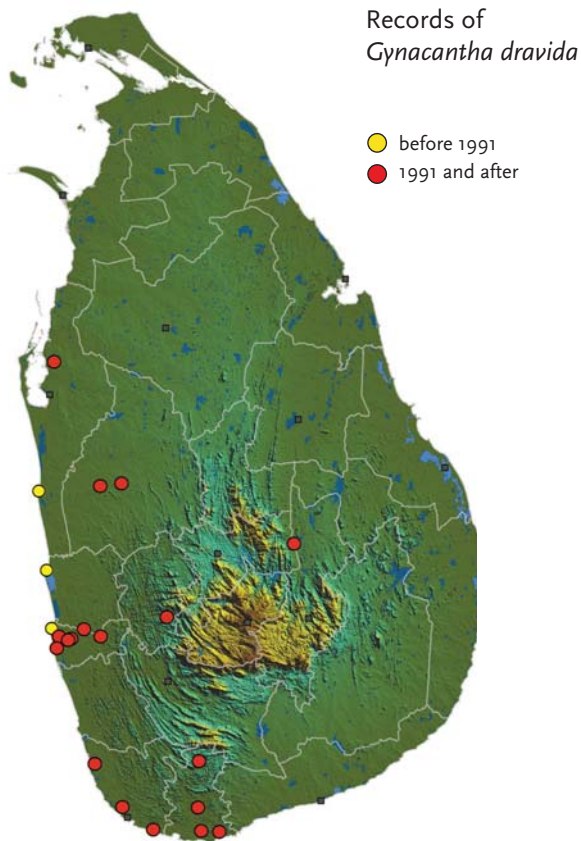 Records of
Gynacantha dravida
before 1991
1991 and after